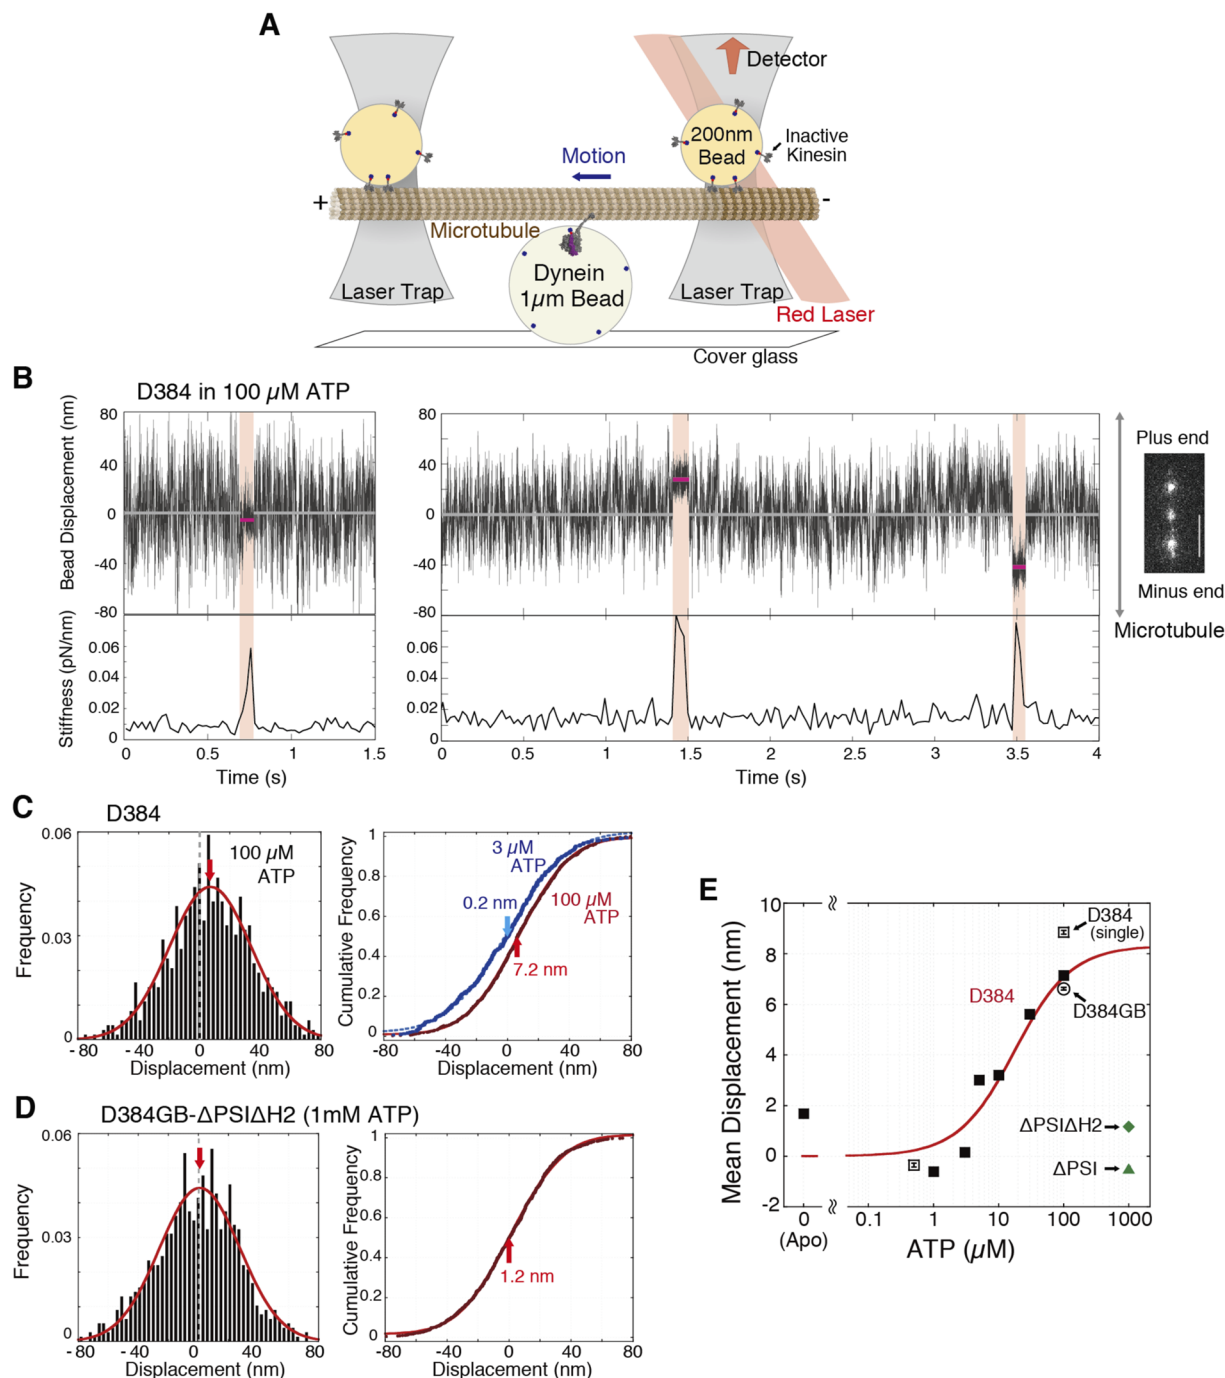 A
Detector
200nm
Bead
Inactive
Kinesin
Motion
+
-
Microtubule
Dynein
1µm Bead
Laser Trap
Laser Trap
Red Laser
Cover glass
B
D384 in 100 µM ATP
Bead Displacement (nm)
80
40
0
-40
-80
80
40
0
-40
-80
Plus end
Minus end
Microtubule
Stiffness (pN/nm)
0.06
0.04
0.02
0
0.06
0.04
0.02
0
0 0.5 1 1.5
Time (s)
0 0.5 1 1.5 2 2.5 3 3.5 4
Time (s)
C
D384
Frequency
0.06
0.03
0
100 µM
ATP
-80 -40 0 40 80
Displacement (nm)
Cumulative Frequency
1
0.8
0.6
0.4
0.2
0
3 µM
ATP
0.2 nm
100 µM
ATP
7.2 nm
-80 -40 0 40 80
Displacement (nm)
D
D384GB-ΔPSIΔH2 (1mM ATP)
Frequency
0.06
0.03
0
-80 -40 0 40 80
Displacement (nm)
Cumulative Frequency
1
0.8
0.6
0.4
0.2
0
1.2 nm
-80 -40 0 40 80
Displacement (nm)
E
Mean Displacement (nm)
10
8
6
4
2
0
-2
D384
(single)
D384
D384GB
ΔPSIΔH2
ΔPSI
0 0.1 1 10 100 1000
(Apo)
ATP (µM)